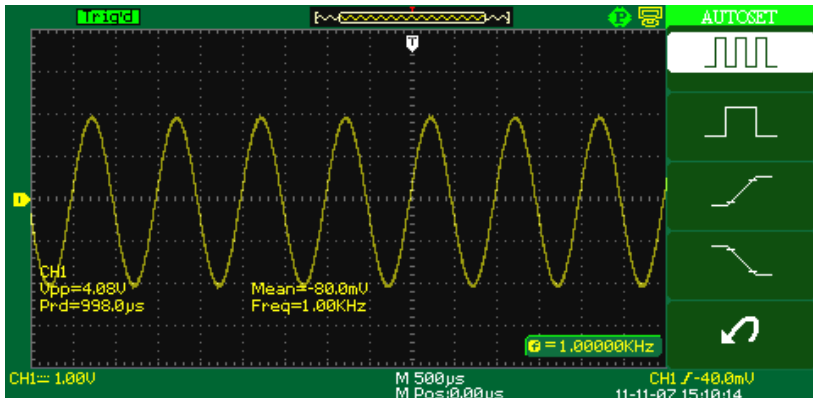 Trig'd
P
AUTOSET
T
1
CH1
Vpp=4.08V Mean=-80.0mV
Prd=998.0µs Freq=1.00KHz
f =1.00000KHz
CH1 1.00V M 500µs CH1 -40.0mV
M Pos:0.00µs 11-11-07 15:10:14